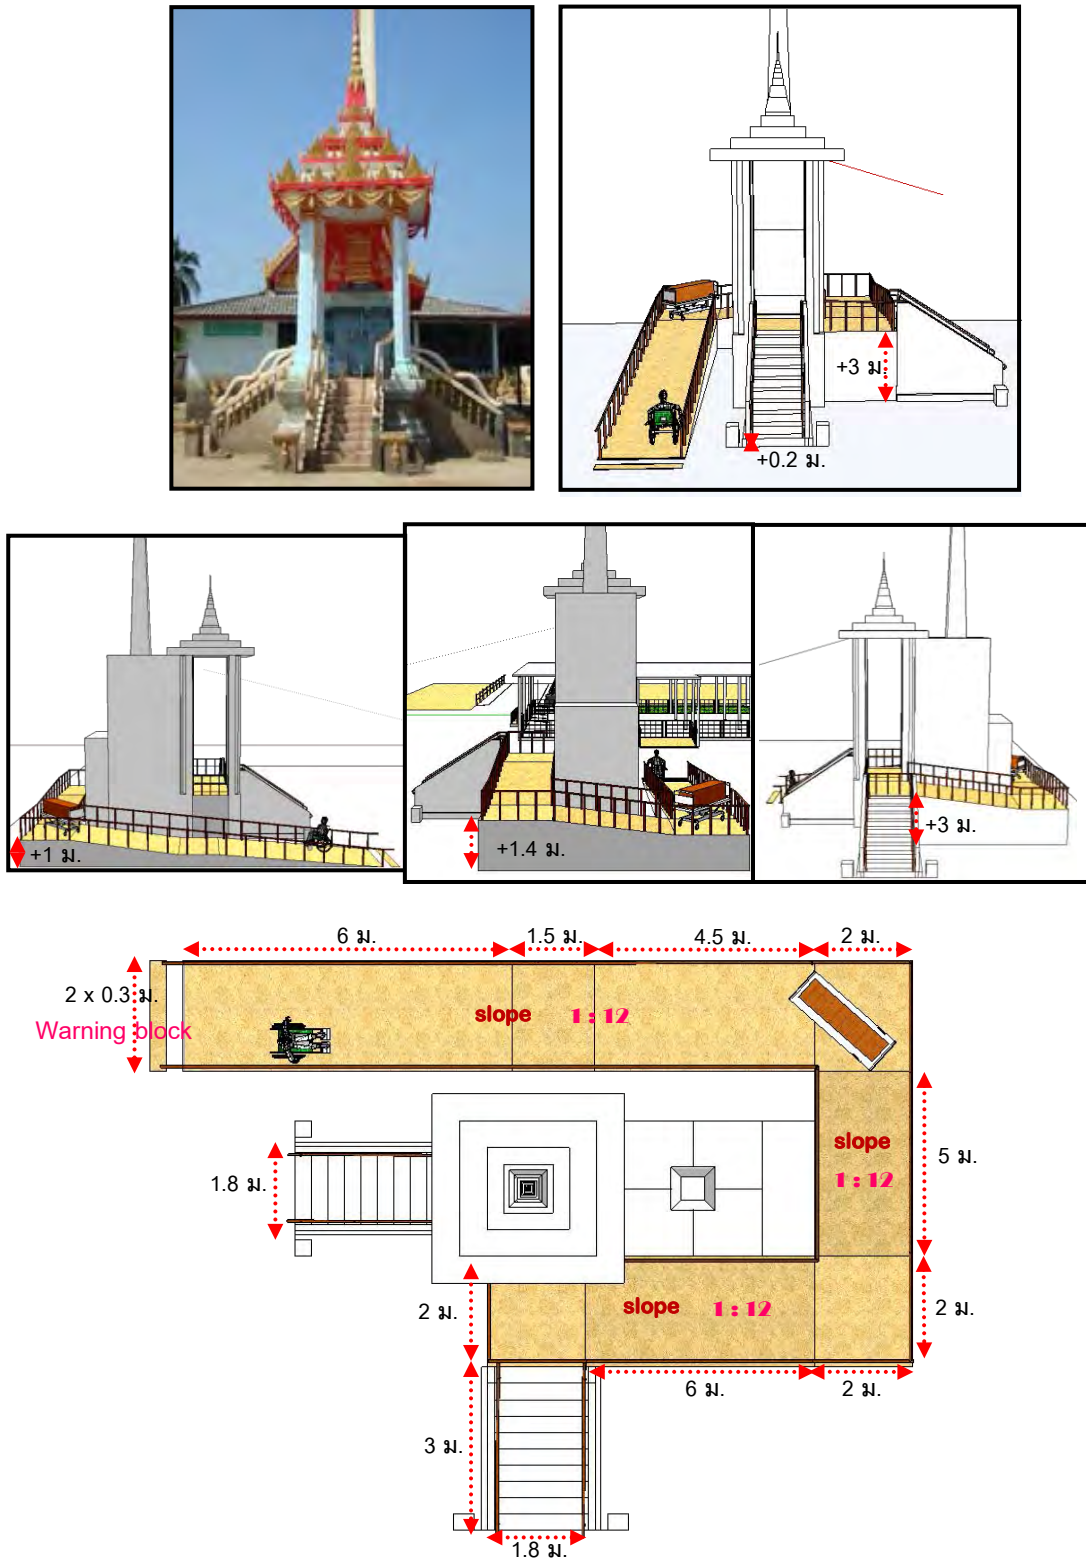 +3 ม.
+0.2 ม.
+1 ม.
+1.4 ม.
+3 ม.
6 ม.
1.5 ม.
4.5 ม.
2 ม.
2 x 0.3 ม.
Warning block
slope 1:12
slope
1:12
5 ม.
1.8 ม.
2 ม.
slope 1:12
2 ม.
6 ม.
2 ม.
3 ม.
1.8 ม.